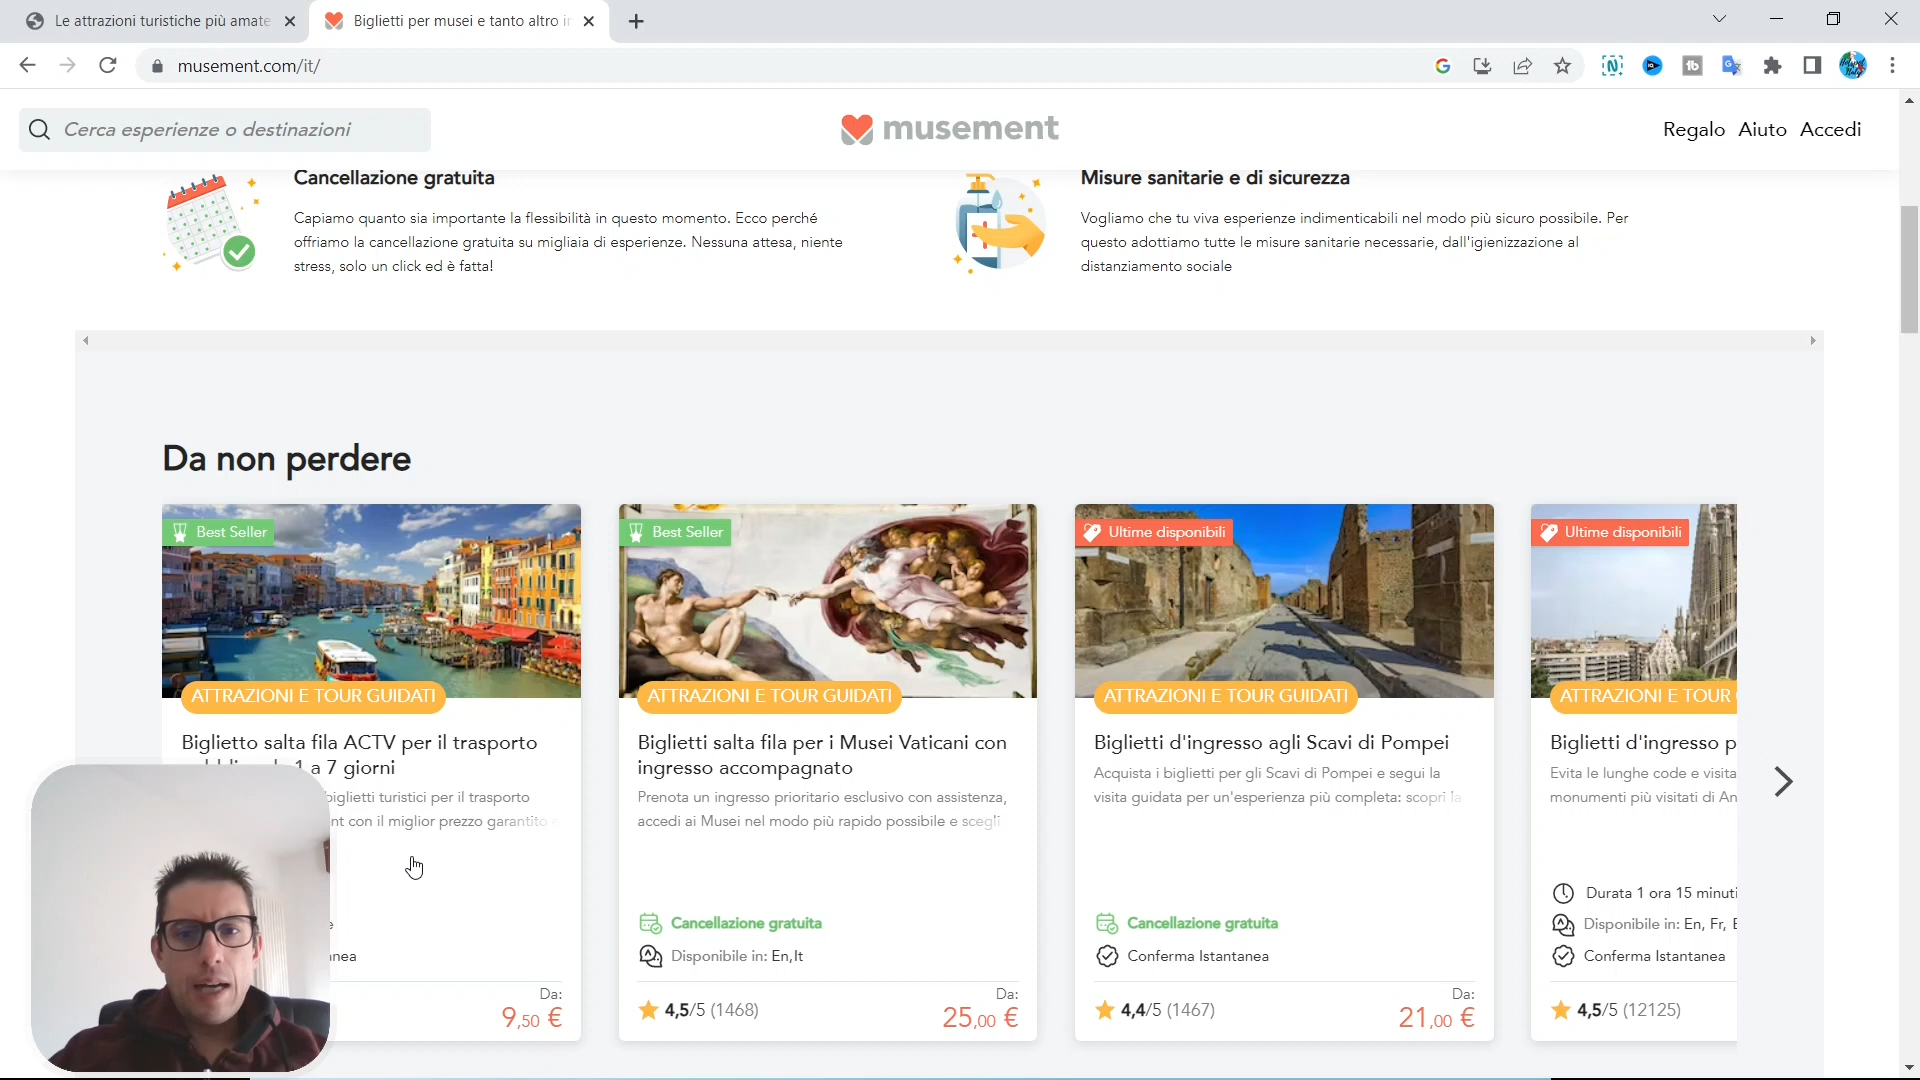 Le attrazioni turistiche più amate
Biglietti per musei e tanto altro in
musement.com/it/
Cerca esperienze o destinazioni
musement
Regalo Aiuto Accedi
Cancellazione gratuita
Capiamo quanto sia importante la flessibilità in questo momento. Ecco perché
offriamo la cancellazione gratuita su migliaia di esperienze. Nessuna attesa, niente
stress, solo un click ed è fatta!
Misure sanitarie e di sicurezza
Vogliamo che tu viva esperienze indimenticabili nel modo più sicuro possibile. Per
questo adottiamo tutte le misure sanitarie necessarie, dall'igienizzazione al
distanziamento sociale
Da non perdere
Best Seller
ATTRAZIONI E TOUR GUIDATI
Biglietto salta fila ACTV per il trasporto
a 7 giorni
biglietti turistici per il trasporto
con il miglior prezzo garantito
Da:
9,50 €
Best Seller
ATTRAZIONI E TOUR GUIDATI
Biglietti salta fila per i Musei Vaticani con
ingresso accompagnato
Prenota un ingresso prioritario esclusivo con assistenza,
accedi ai Musei nel modo più rapido possibile e scegli
Cancellazione gratuita
Disponibile in: En,It
4,5/5 (1468)
Da:
25,00 €
Ultime disponibili
ATTRAZIONI E TOUR GUIDATI
Biglietti d'ingresso agli Scavi di Pompei
Acquista i biglietti per gli Scavi di Pompei e segui la
visita guidata per un'esperienza più completa: scopri la
Cancellazione gratuita
Conferma Istantanea
4,4/5 (1467)
Da:
21,00 €
Ultime disponibili
ATTRAZIONI E TOUR
Biglietti d'ingresso p
Evita le lunghe code e visita
monumenti più visitati di An
Durata 1 ora 15 minuti
Disponibile in: En, Fr, E
Conferma Istantanea
4,5/5 (12125)